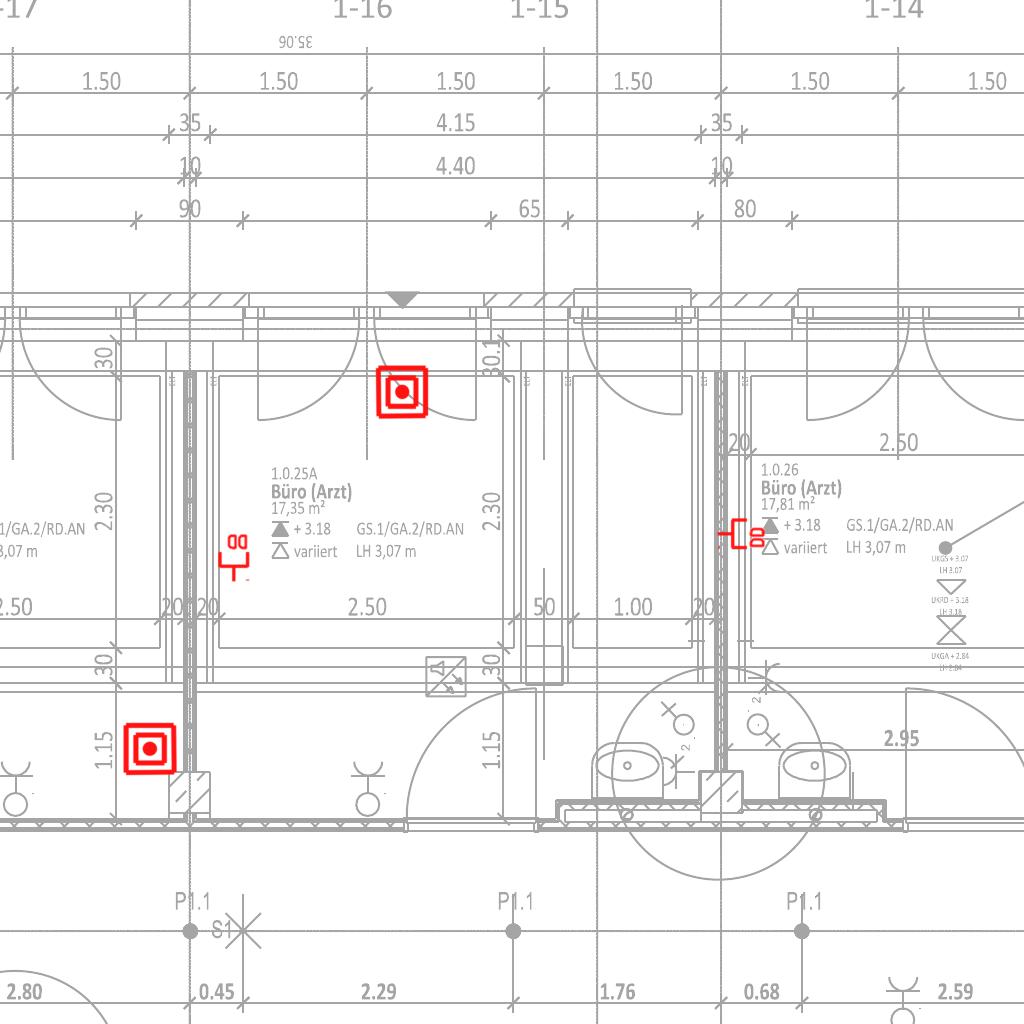 -17 1-16 1-15 1-14
35.06
1.50 1.50 1.50 1.50 1.50 1.50
35 4.15 35
10 4.40 10
90 65 80
30 30.1
20 2.50
1.0.25A
Büro (Arzt)
17,35 m²
+ 3.18 GS.1/GA.2/RD.AN
variiert LH 3,07 m
1.0.26
Büro (Arzt)
17,81 m²
+ 3.18 GS.1/GA.2/RD.AN
variiert LH 3,07 m
1/GA.2/RD.AN
3,07 m
2.30 2.30
DD DD
UKGS + 3.07
LH 3.07
UKRD + 3.18
LH 3.18
UKGA + 2.84
LH 2.84
2.50 20 20 2.50 50 1.00 20
30 30
2
2
1.15 1.15 2.95
P1.1 P1.1 P1.1
S1
2.80 0.45 2.29 1.76 0.68 2.59